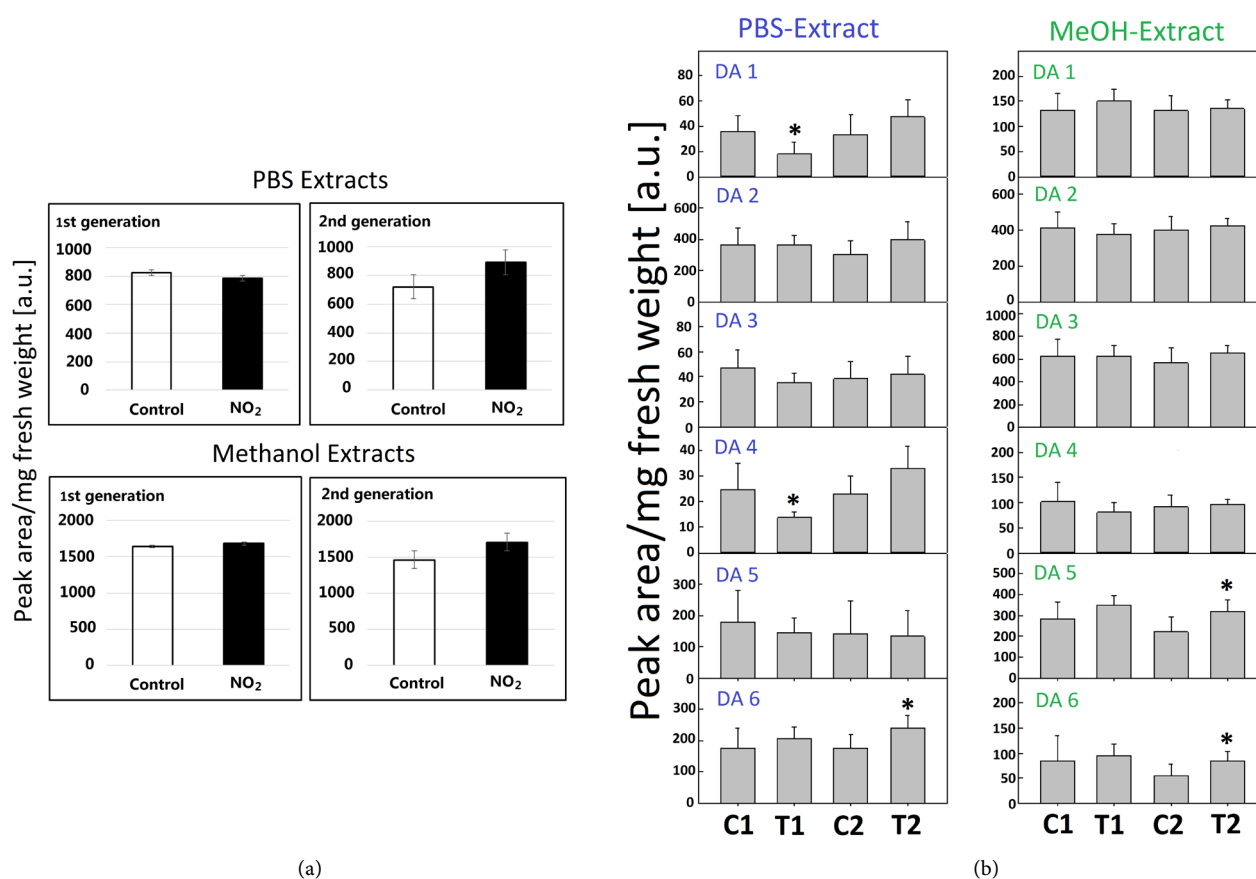 Peak area/mg fresh weight [a.u.]
PBS Extracts
1st generation
1000
800
600
400
200
0
Control NO₂
2nd generation
1000
800
600
400
200
0
Control NO₂
Methanol Extracts
1st generation
2000
1500
1000
500
0
Control NO₂
2nd generation
2000
1500
1000
500
0
Control NO₂
(a)
Peak area/mg fresh weight [a.u.]
PBS-Extract
DA 1
80
60
40
20
0
*
DA 2
600
400
200
0
DA 3
80
60
40
20
0
DA 4
40
30
20
10
0
*
DA 5
300
200
100
0
DA 6
300
200
100
0
*
C1 T1 C2 T2
MeOH-Extract
DA 1
200
150
100
50
0
DA 2
600
400
200
0
DA 3
1000
800
600
400
200
0
DA 4
200
150
100
50
0
DA 5
500
400
300
200
100
0
*
DA 6
200
150
100
50
0
*
C1 T1 C2 T2
(b)